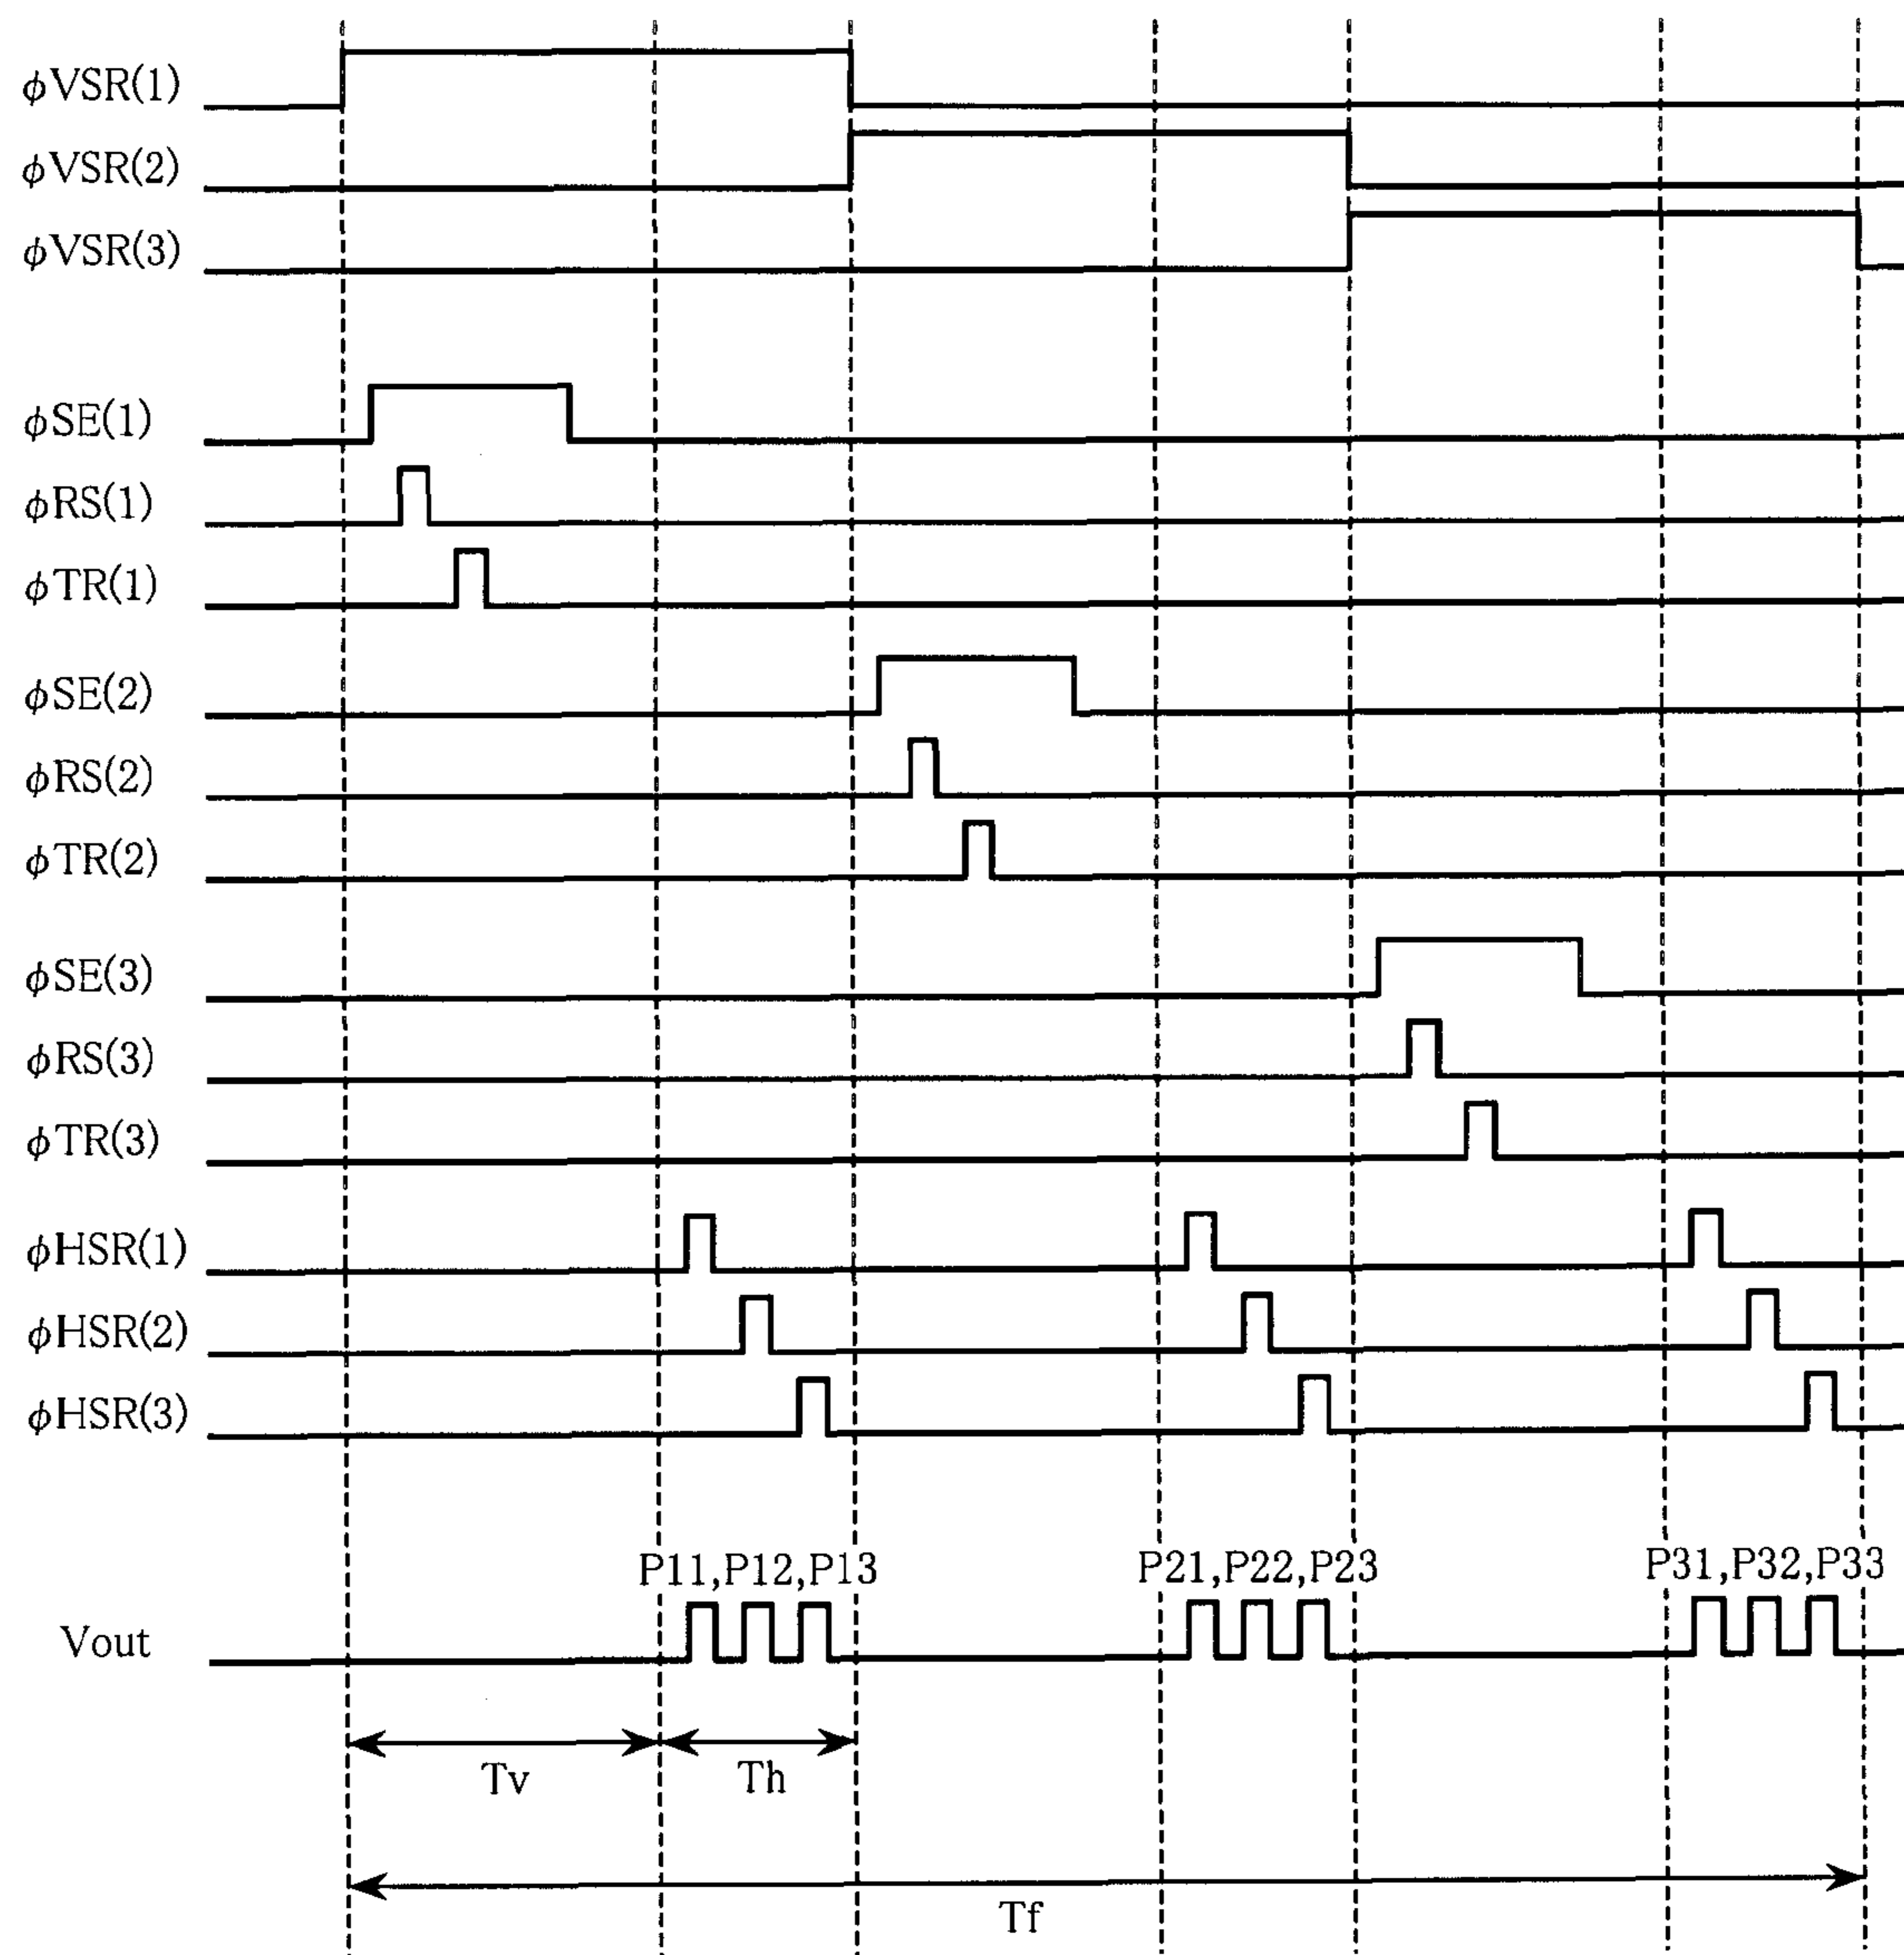 ϕVSR(1)
ϕVSR(2)
ϕVSR(3)
ϕSE(1)
ϕRS(1)
ϕTR(1)
ϕSE(2)
ϕRS(2)
ϕTR(2)
ϕSE(3)
ϕRS(3)
ϕTR(3)
ϕHSR(1)
ϕHSR(2)
ϕHSR(3)
P11,P12,P13 P21,P22,P23 P31,P32,P33
Vout
Tv Th
Tf